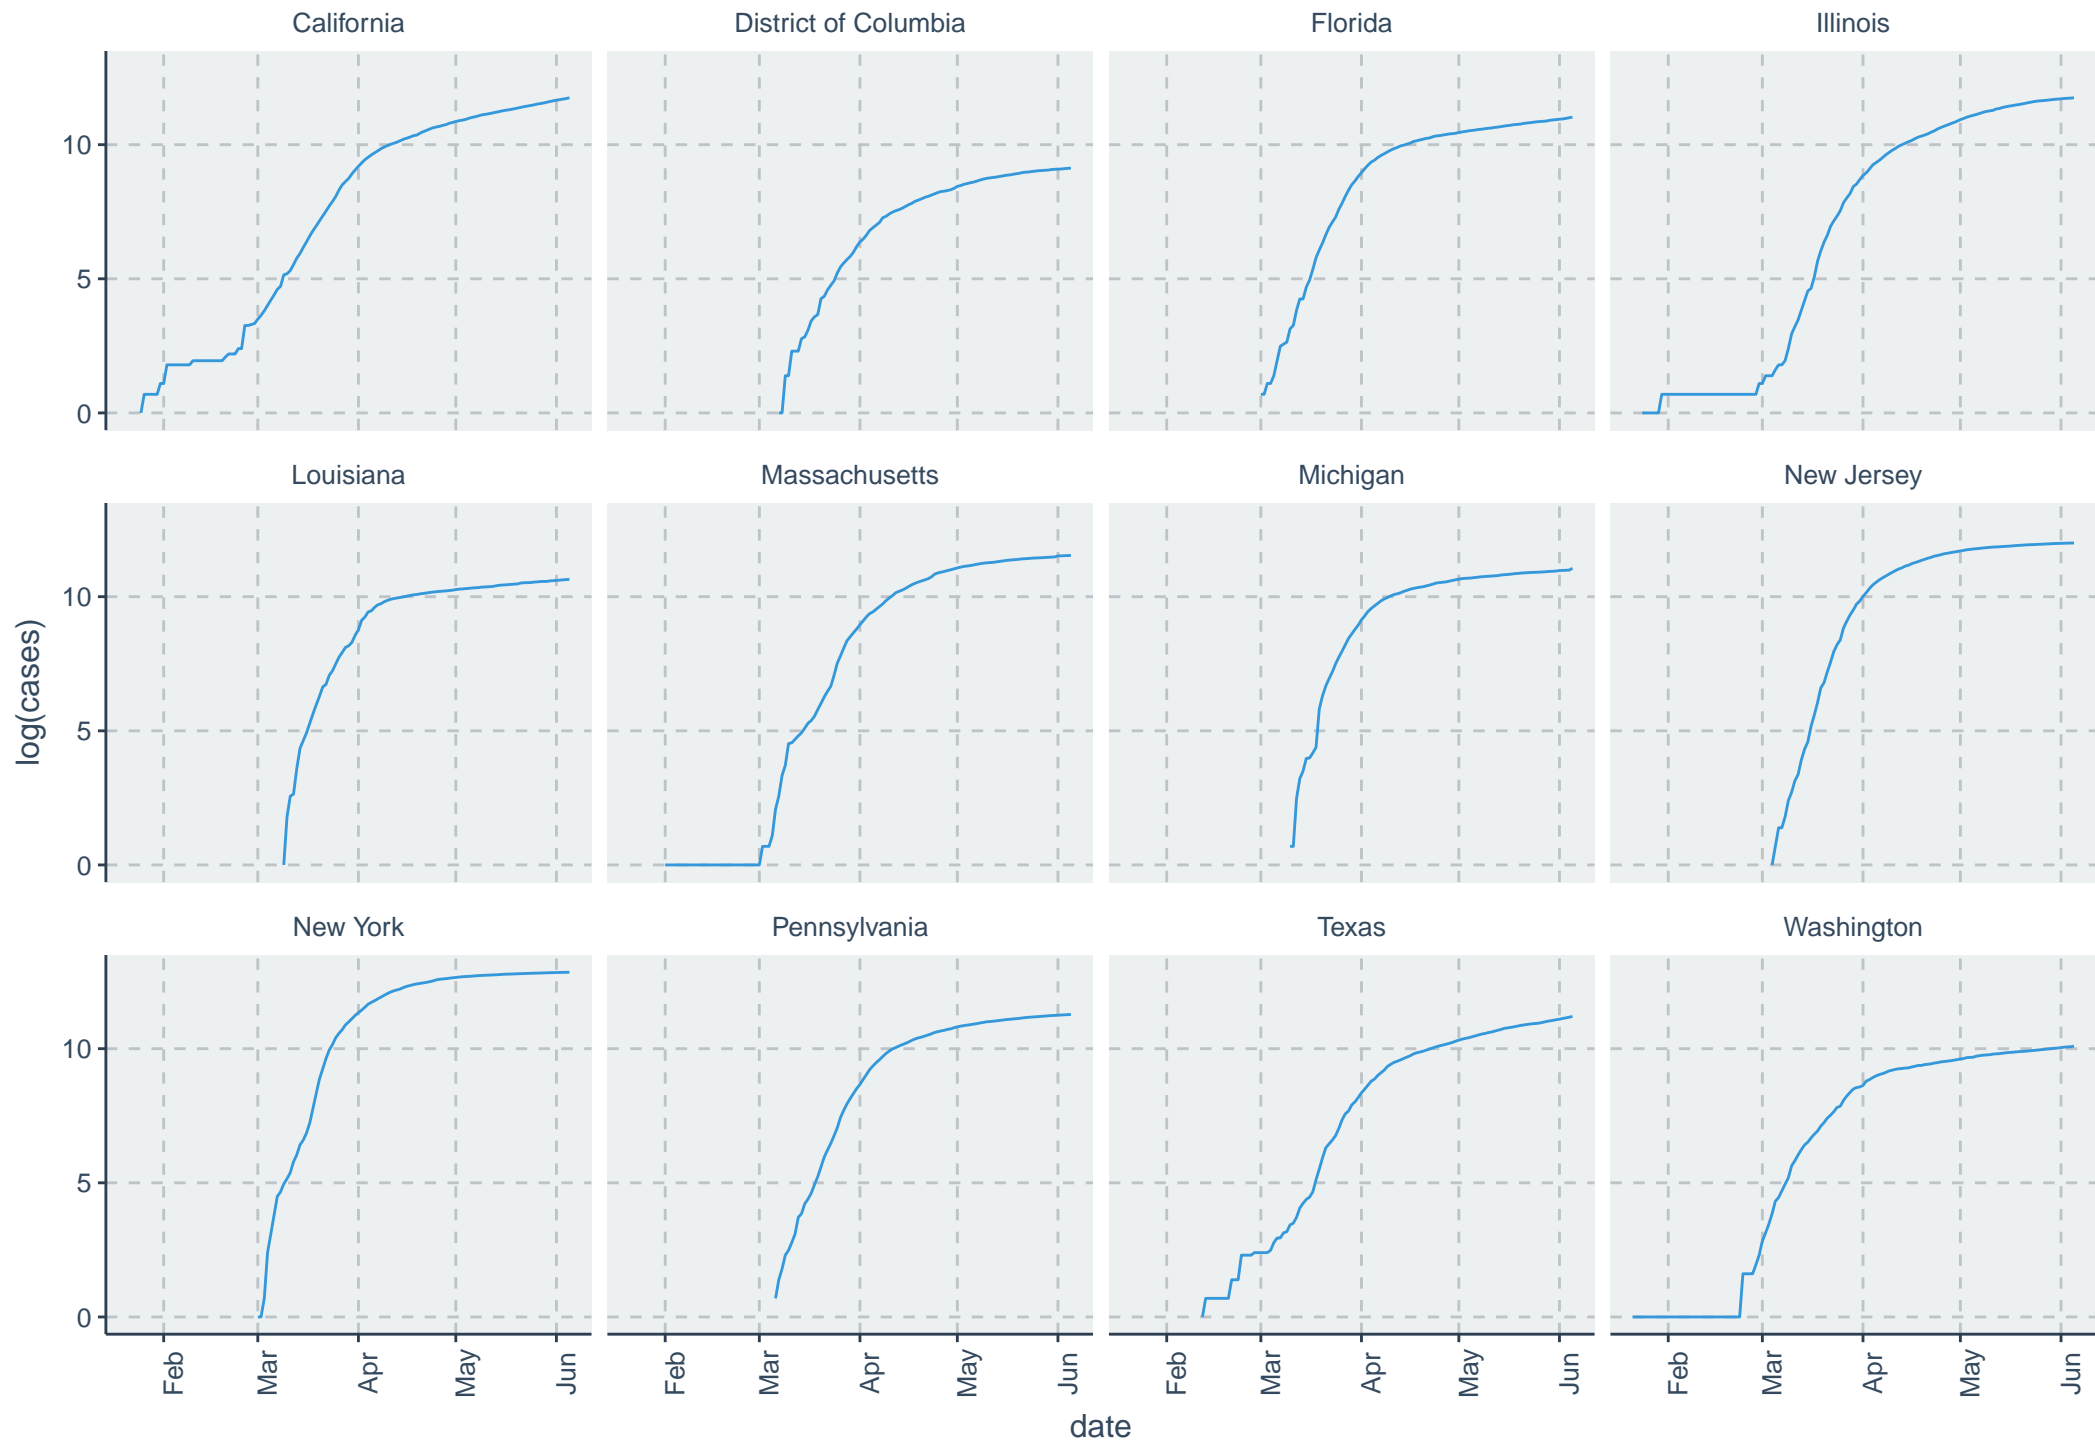 California District of Columbia Florida Illinois
10
5
0
Louisiana Massachusetts Michigan New Jersey
10
5
0
log(cases)
New York Pennsylvania Texas Washington
10
5
0
Feb Mar Apr May Jun Feb Mar Apr May Jun Feb Mar Apr May Jun Feb Mar Apr May Jun
date